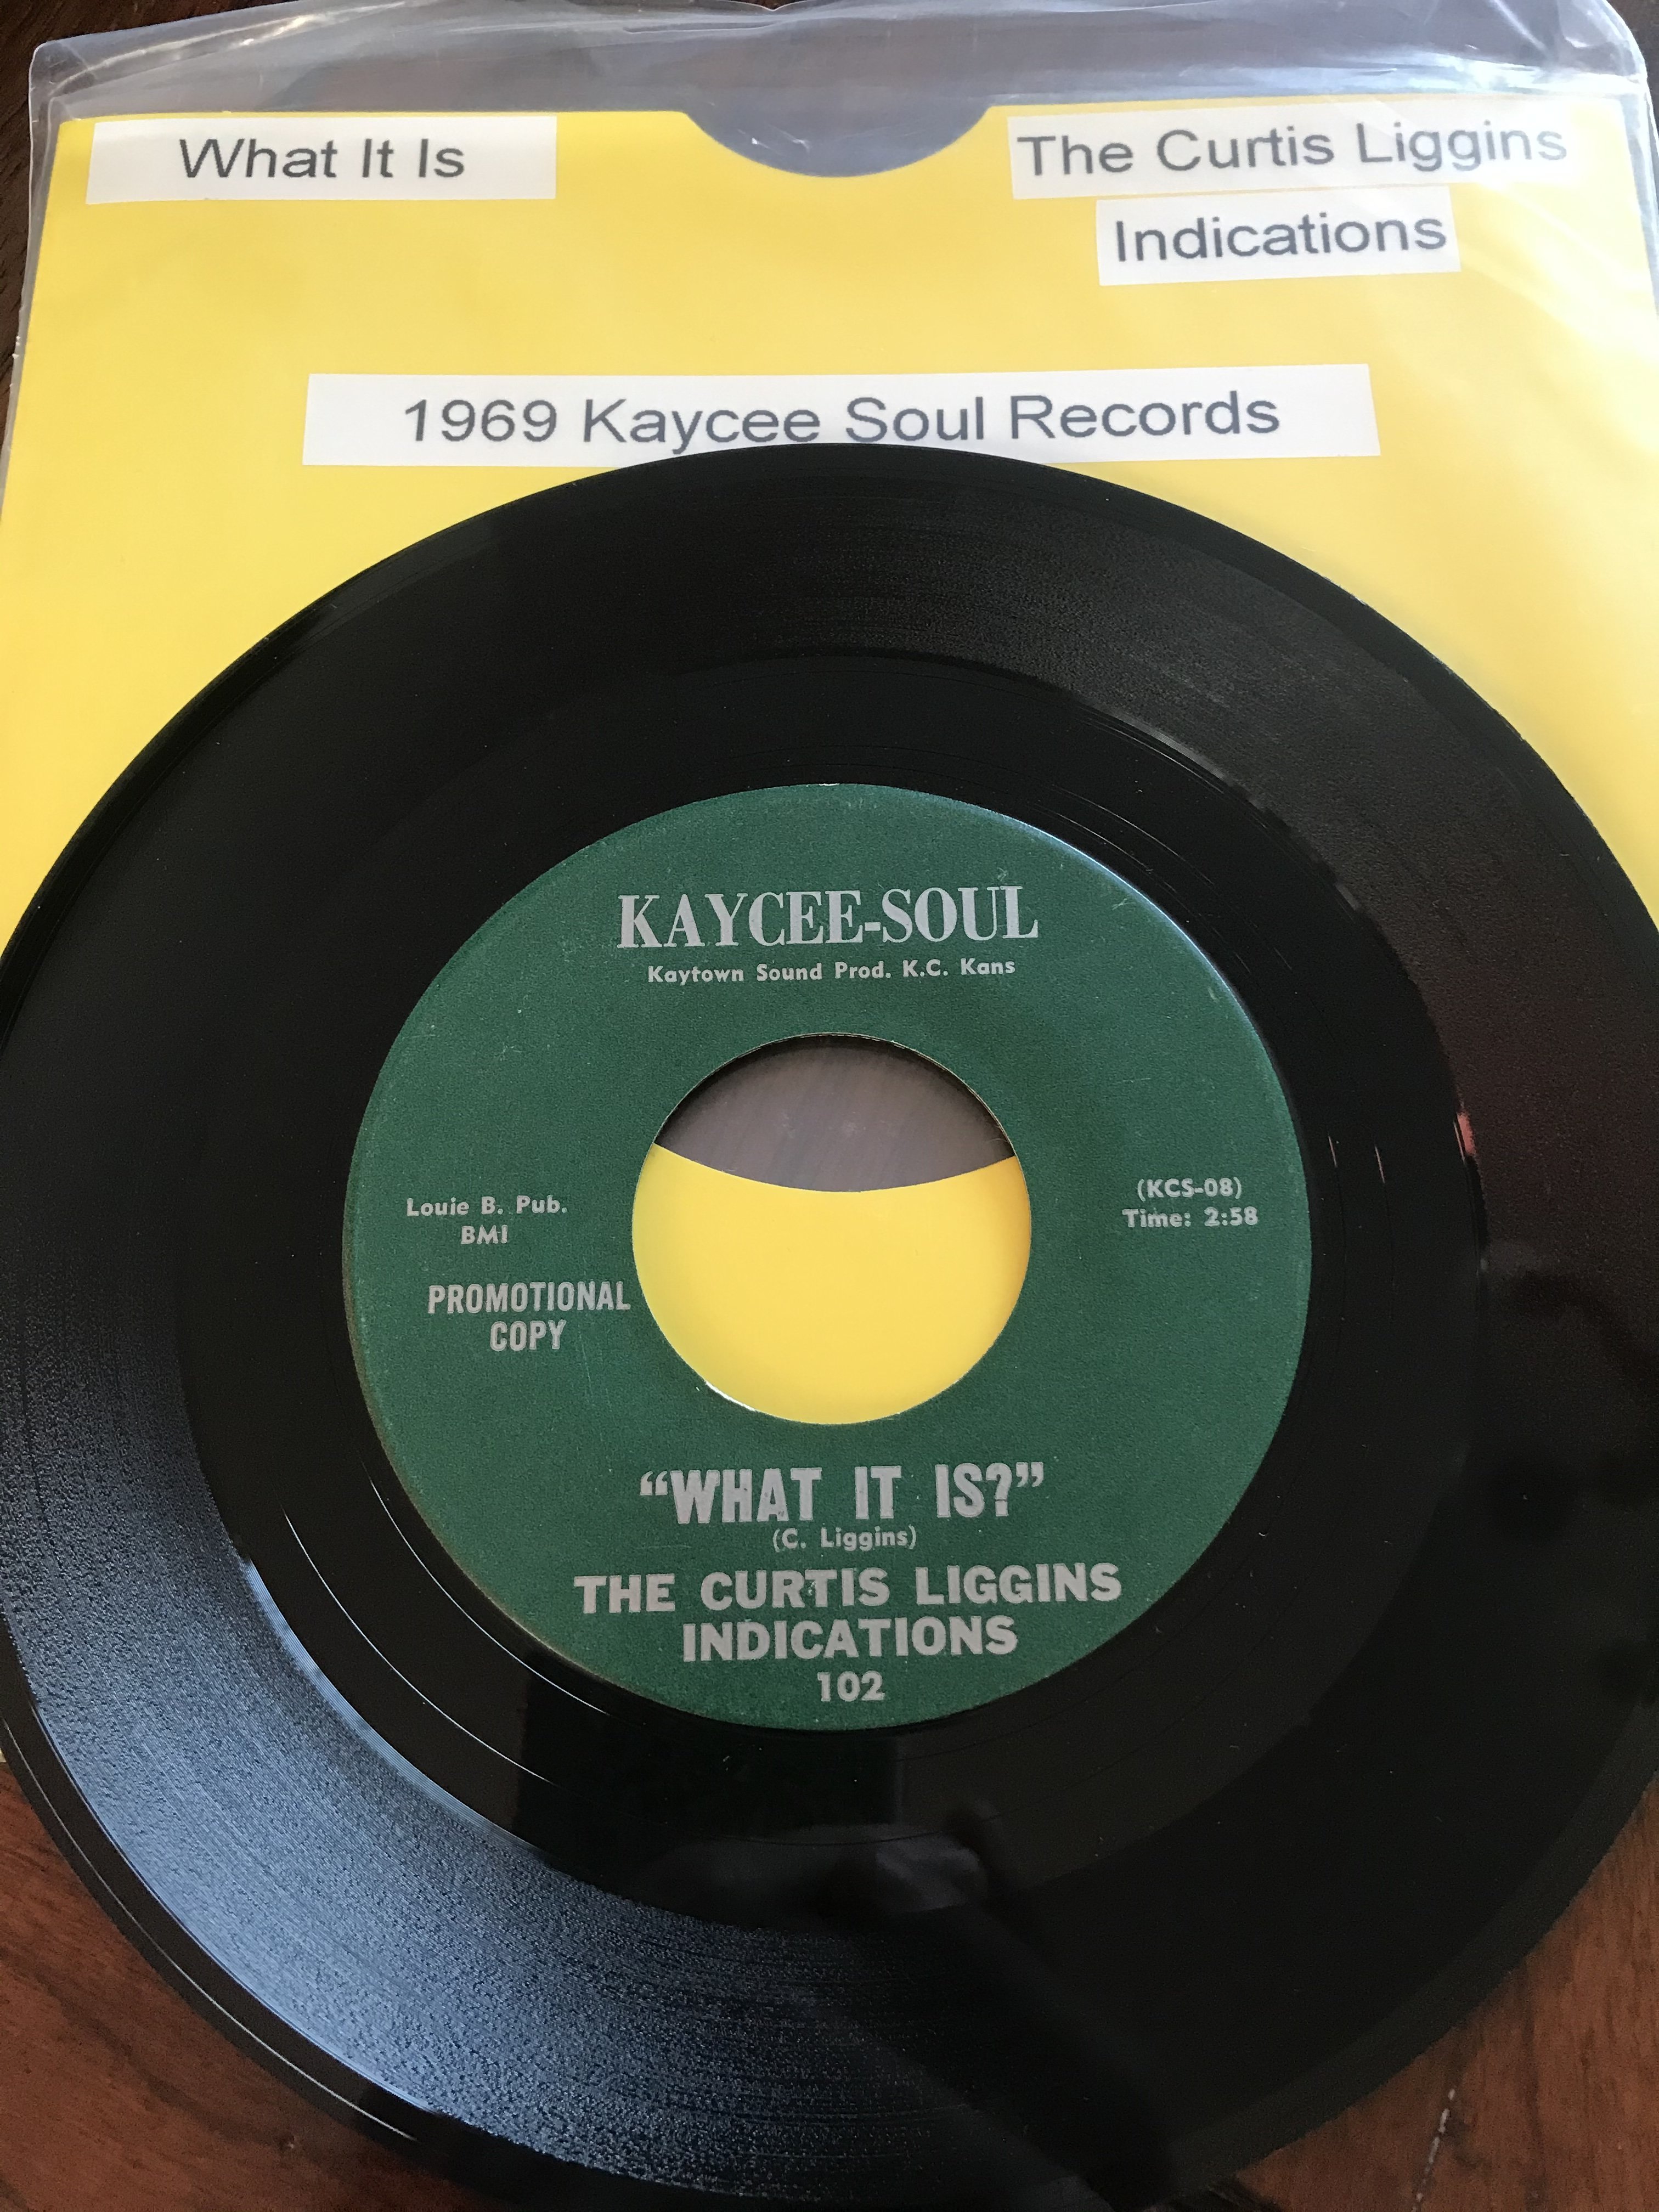 What It Is
The Curtis Liggins
Indications
1969 Kaycee Soul Records
KAYCEE-SOUL
Kaytown Sound Prod. K.C. Kans
Louie B. Pub.
BMI
PROMOTIONAL
COPY
(KCS-08)
Time: 2:58
“WHAT IT IS?”
(C. Liggins)
THE CURTIS LIGGINS
INDICATIONS
102